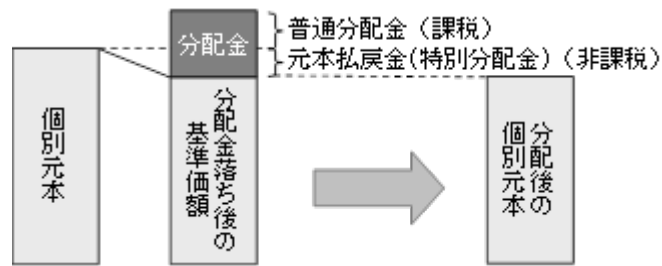 分配金
普通分配金（課税）
元本払戻金(特別分配金)（非課税）
個別元本
分配金落ち後の
基準価額
分配後の
個別元本